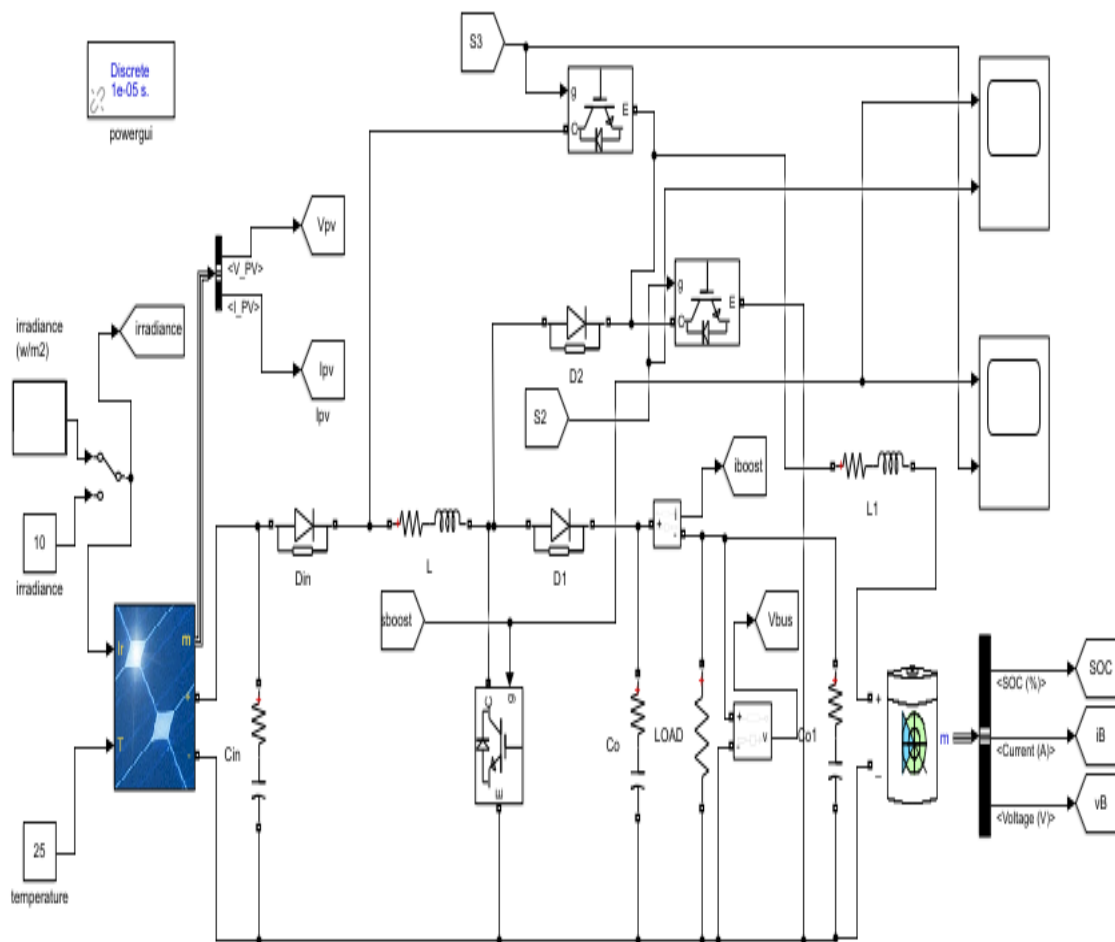 Discrete
1e-05 s.
powergui
S3
g
C
E
Vpv
<V_PV>
<I_PV>
Ipv
Ipv
irradiance
(w/m2)
irradiance
10
irradiance
25
temperature
Ir
T
m
+
-
Cin
Din
L
sboost
g
C
E
D2
S2
g
C
E
D1
iboost
i
+
-
Co
LOAD
Vbus
+
-
v
Co1
L1
+
_
m
<SOC (%)>
<Current (A)>
<Voltage (V)>
SOC
iB
vB